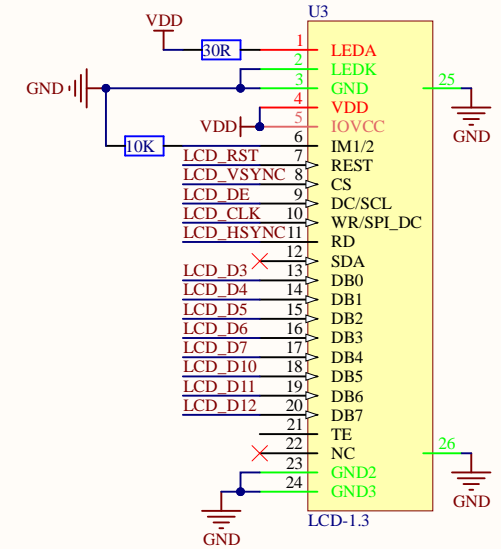 VDD
U3
30R
1 LEDA
2 LEDK
GND 3 GND 25
4 VDD GND
VDD 5 IOVCC
10K 6 IM1/2
LCD_RST 7 REST
LCD_VSYNC 8 CS
LCD_DE 9 DC/SCL
LCD_CLK 10 WR/SPI_DC
LCD_HSYNC 11 RD
12 SDA
LCD_D3 13 DB0
LCD_D4 14 DB1
LCD_D5 15 DB2
LCD_D6 16 DB3
LCD_D7 17 DB4
LCD_D10 18 DB5
LCD_D11 19 DB6
LCD_D12 20 DB7
21 TE
22 NC 26
23 GND2
24 GND3 GND
LCD-1.3
GND